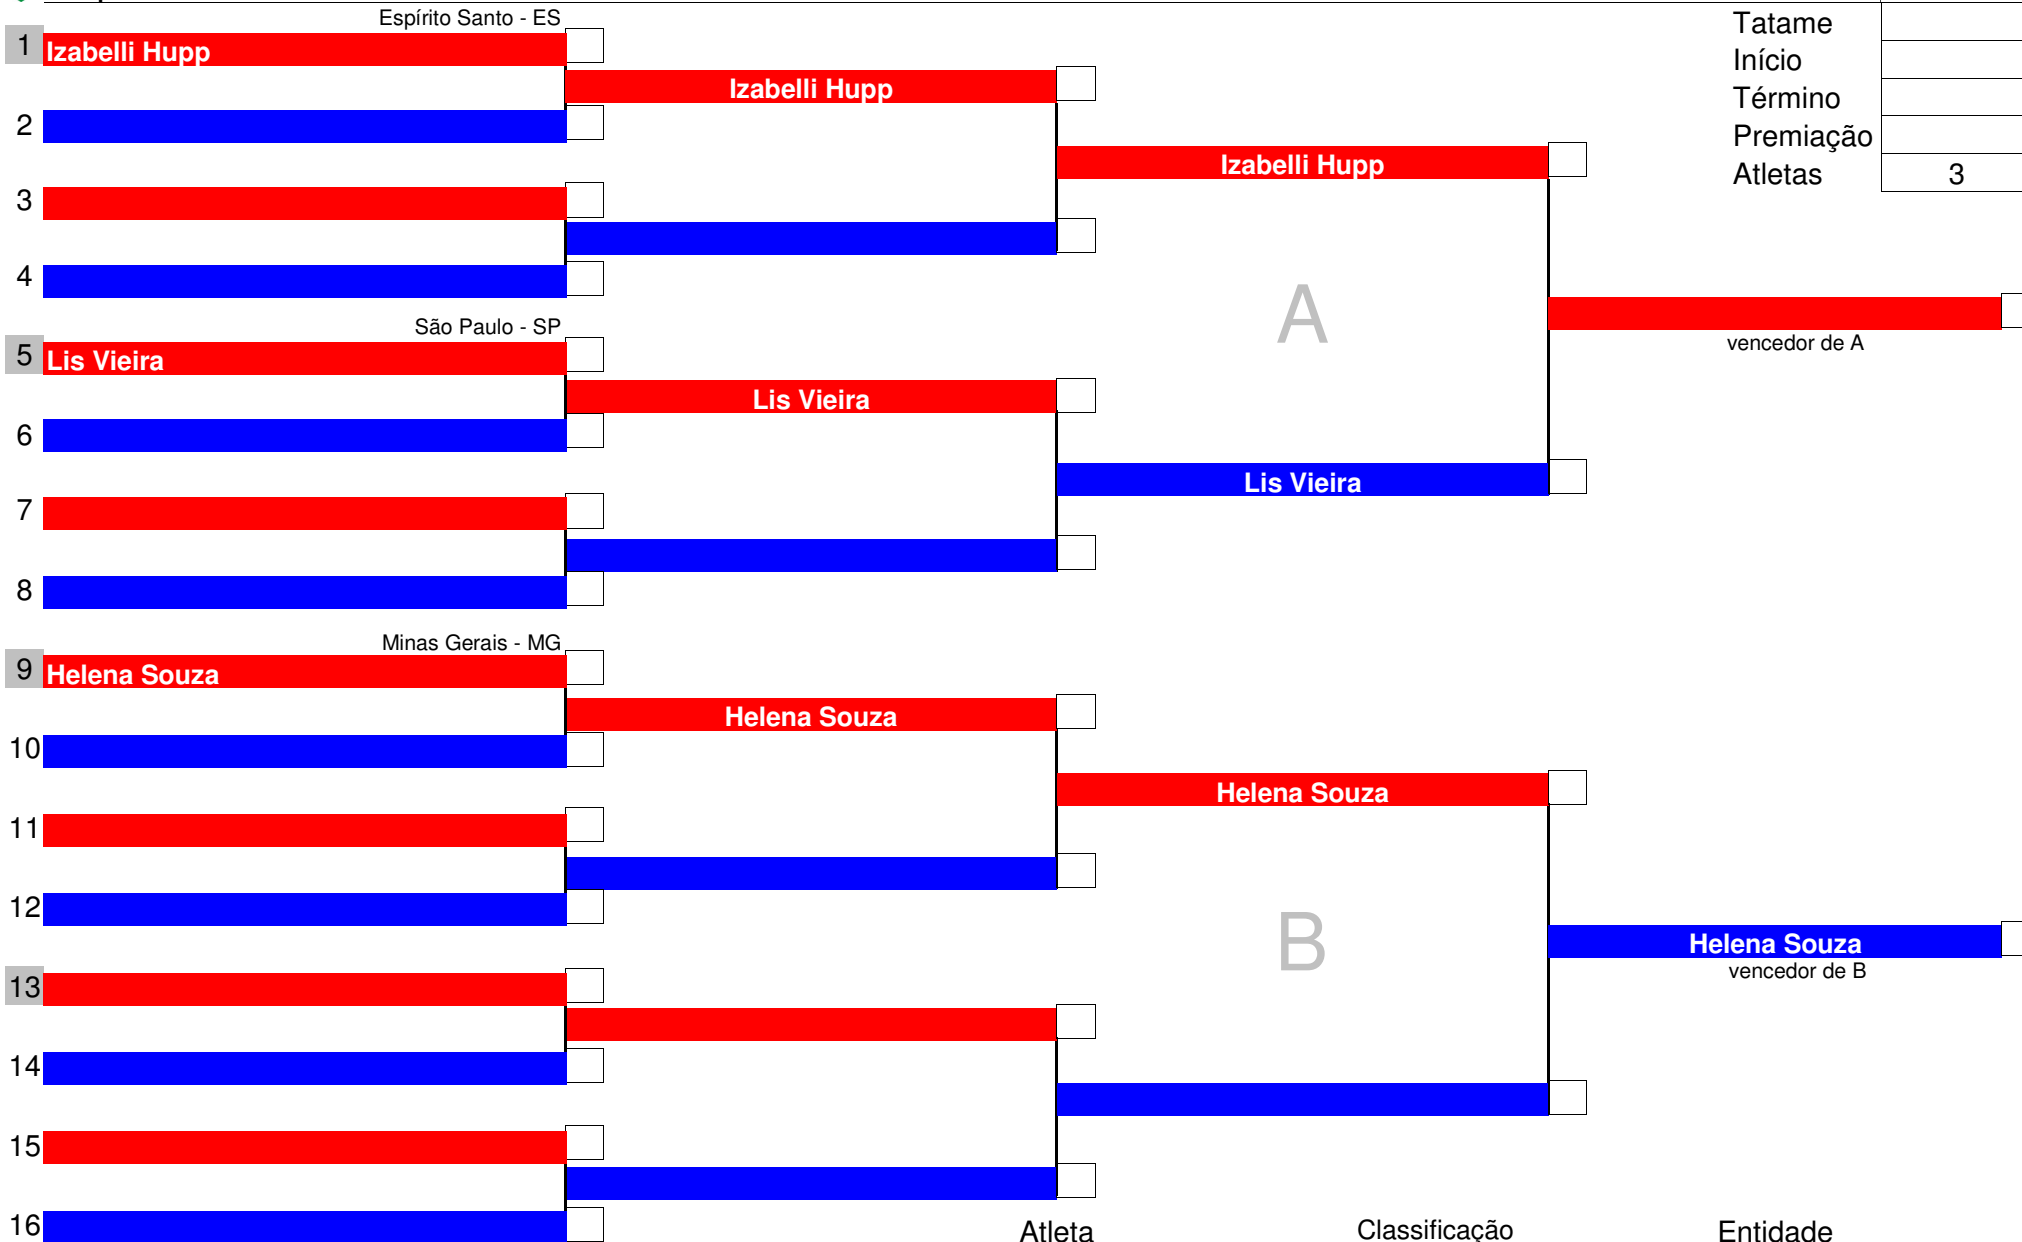 Espírito Santo - ES
Tatame
1 Izabelli Hupp
Início
Izabelli Hupp
Término
2
Premiação
Izabelli Hupp
Atletas 3
3
4
A
São Paulo - SP
vencedor de A
5 Lis Vieira
Lis Vieira
6
Lis Vieira
7
8
Minas Gerais - MG
9 Helena Souza
Helena Souza
10
Helena Souza
11
12
B
Helena Souza
vencedor de B
13
14
15
16
Atleta Classificação Entidade